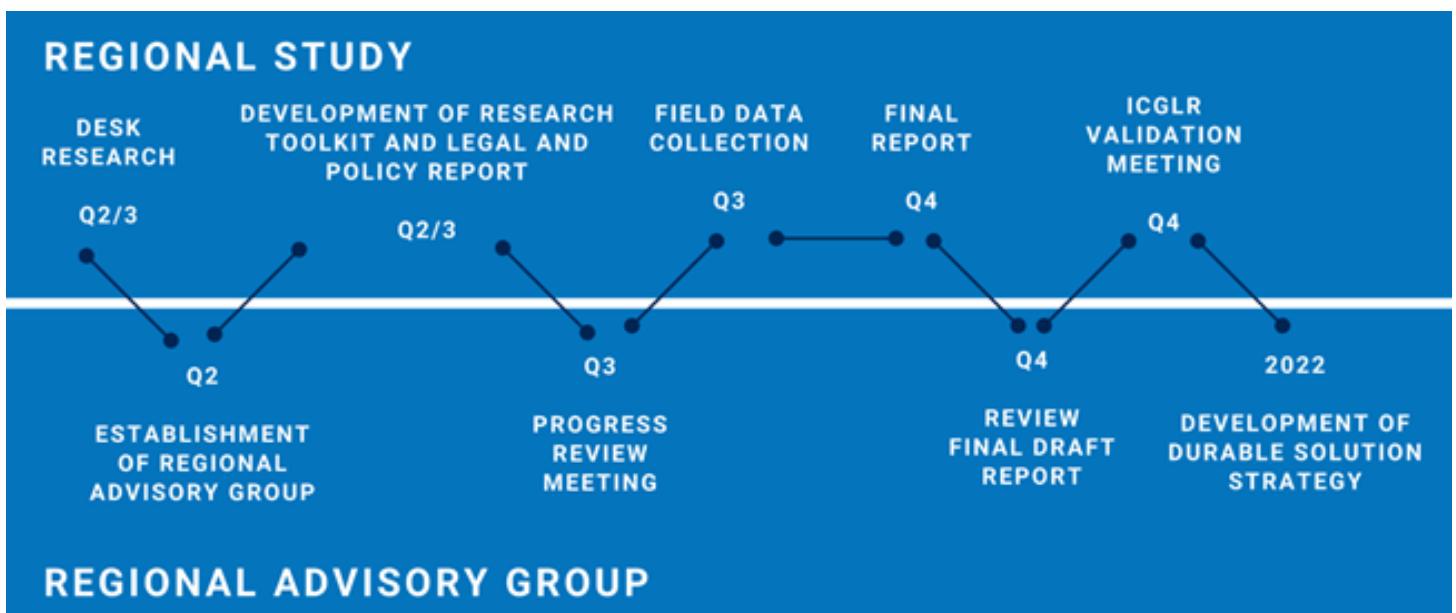 REGIONAL STUDY
DESK
RESEARCH
Q2/3
DEVELOPMENT OF RESEARCH
TOOLKIT AND LEGAL AND
POLICY REPORT
Q2/3
FIELD DATA
COLLECTION
Q3
FINAL
REPORT
Q4
ICGLR
VALIDATION
MEETING
Q4
Q2
ESTABLISHMENT
OF REGIONAL
ADVISORY GROUP
Q3
PROGRESS
REVIEW
MEETING
Q4
REVIEW
FINAL DRAFT
REPORT
2022
DEVELOPMENT OF
DURABLE SOLUTION
STRATEGY
REGIONAL ADVISORY GROUP